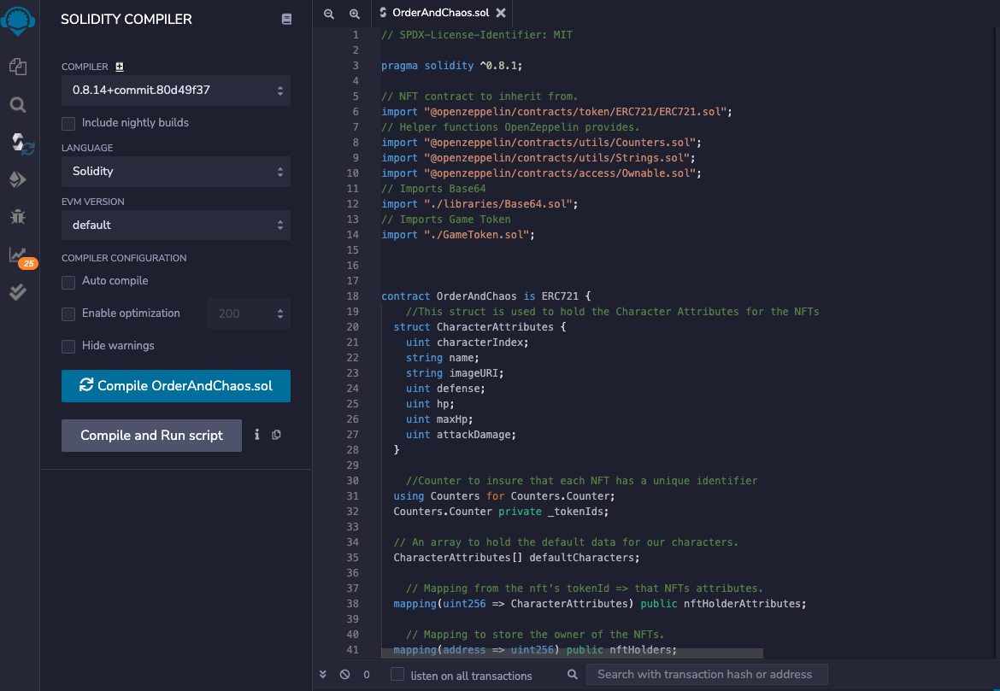 SOLIDITY COMPILER
COMPILER
0.8.14+commit.80d49f37
Include nightly builds
LANGUAGE
Solidity
EVM VERSION
default
COMPILER CONFIGURATION
Auto compile
Enable optimization 200
Hide warnings
Compile OrderAndChaos.sol
Compile and Run script
25
OrderAndChaos.sol
1 // SPDX-License-Identifier: MIT
2
3 pragma solidity ^0.8.1;
4
5 // NFT contract to inherit from.
6 import "@openzeppelin/contracts/token/ERC721/ERC721.sol";
7 // Helper functions OpenZeppelin provides.
8 import "@openzeppelin/contracts/utils/Counters.sol";
9 import "@openzeppelin/contracts/utils/Strings.sol";
10 import "@openzeppelin/contracts/access/Ownable.sol";
11 // Imports Base64
12 import "./libraries/Base64.sol";
13 // Imports Game Token
14 import "./GameToken.sol";
15
16
17
18 contract OrderAndChaos is ERC721 {
19 //This struct is used to hold the Character Attributes for the NFTs
20 struct CharacterAttributes {
21 uint characterIndex;
22 string name;
23 string imageURI;
24 uint defense;
25 uint hp;
26 uint maxHp;
27 uint attackDamage;
28 }
29
30 //Counter to insure that each NFT has a unique identifier
31 using Counters for Counters.Counter;
32 Counters.Counter private _tokenIds;
33
34 // An array to hold the default data for our characters.
35 CharacterAttributes[] defaultCharacters;
36
37 // Mapping from the nft's tokenId => that NFTs attributes.
38 mapping(uint256 => CharacterAttributes) public nftHolderAttributes;
39
40 // Mapping to store the owner of the NFTs.
41 mapping(address => uint256) public nftHolders;
0 listen on all transactions Search with transaction hash or address